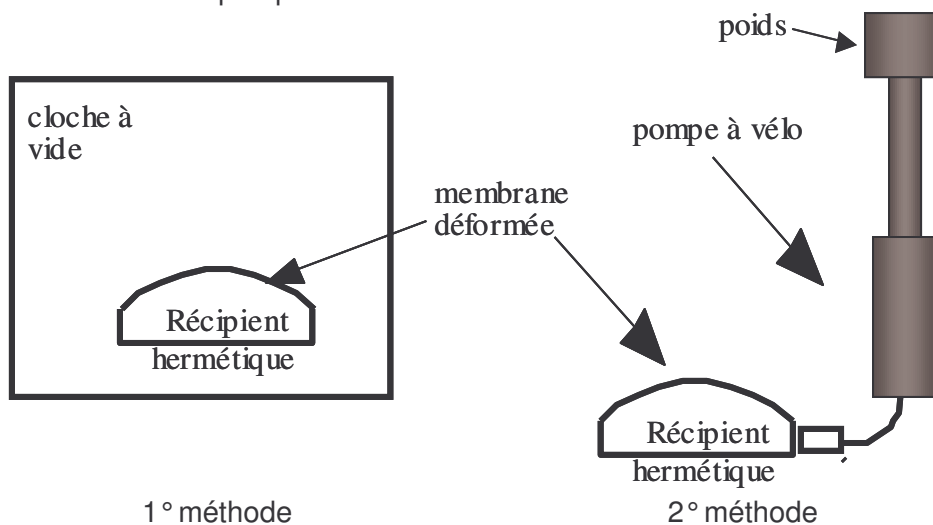 poids
cloche à
vide
pompe à vélo
membrane
déformée
Récipient
hermétique
Récipient
hermétique
1° méthode
2° méthode